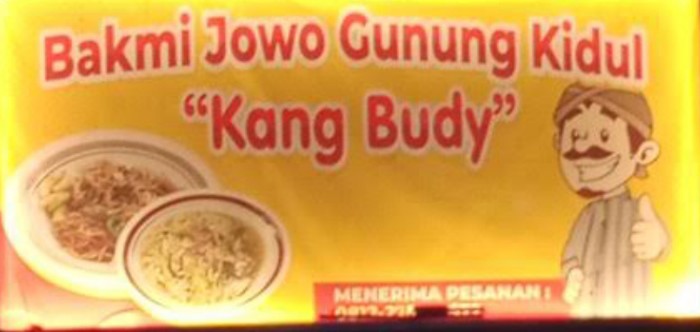 Bakmi Jowo Gunung Kidul
“Kang Budy”
MENERIMA PESANAN :